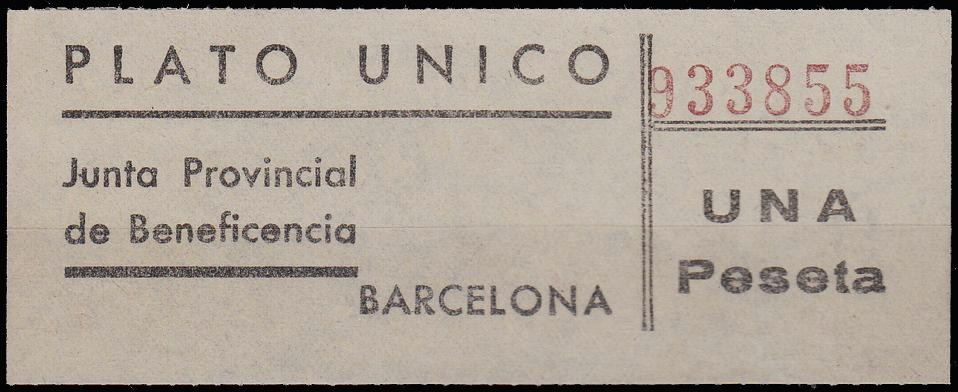 PLATO UNICO
Junta Provincial
de Beneficencia
BARCELONA
933855
UNA
Peseta